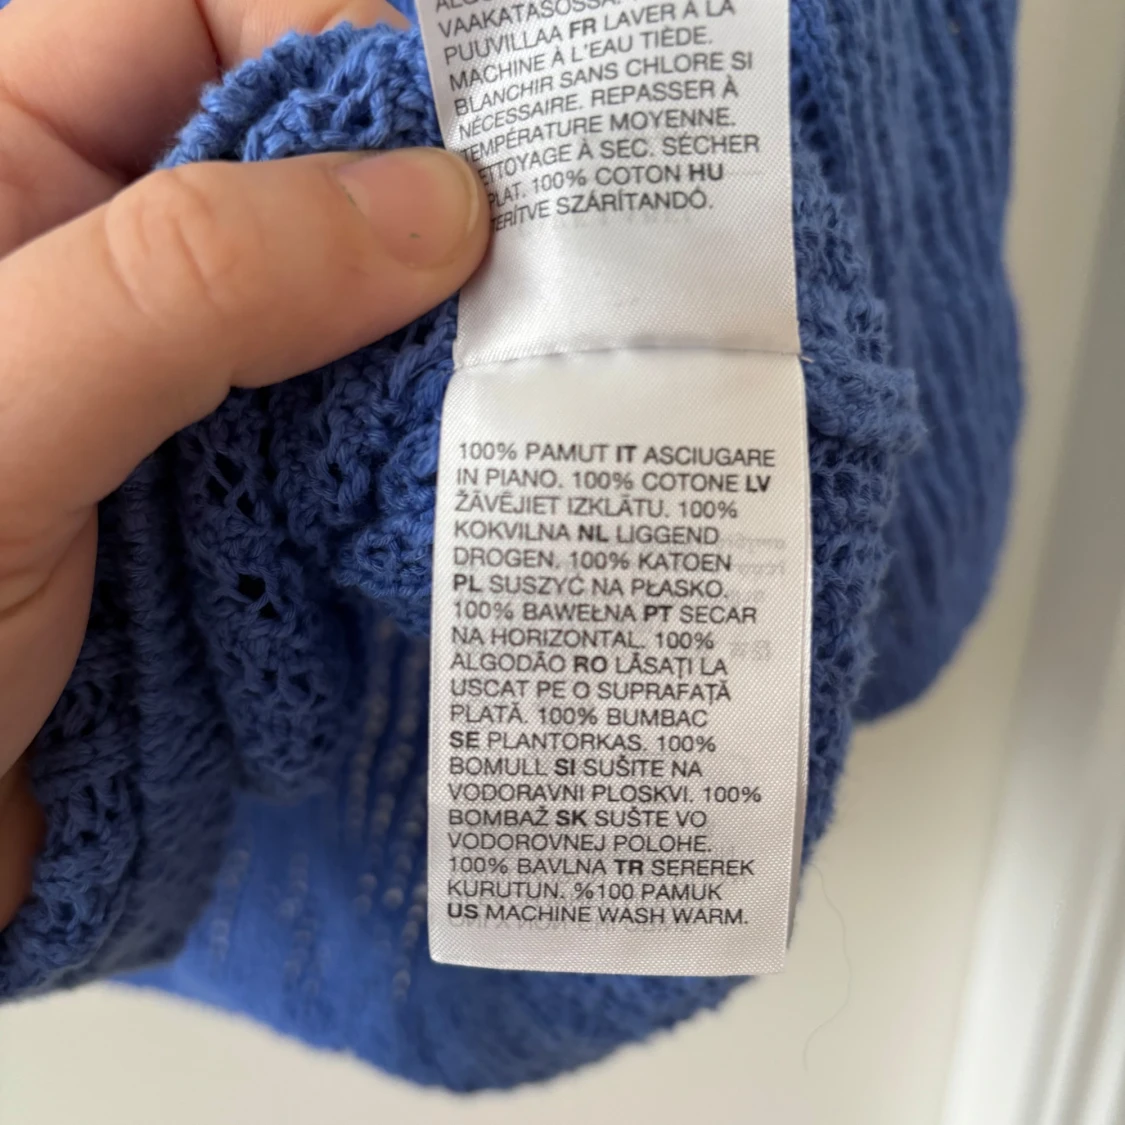 VAAKATASOSSA.
PUUVILLAA FR LAVER À LA
MACHINE À L'EAU TIÈDE.
BLANCHIR SANS CHLORE SI
NÉCESSAIRE. REPASSER À
TEMPÉRATURE MOYENNE.
ETTOYAGE À SEC. SÉCHER
PLAT. 100% COTON HU
TERÍTVE SZÁRÍTANDÓ.
100% PAMUT IT ASCIUGARE
IN PIANO. 100% COTONE LV
ŽĀVĒJIET IZKLĀTU. 100%
KOKVILNA NL LIGGEND
DROGEN. 100% KATOEN
PL SUSZYĆ NA PŁASKO.
100% BAWEŁNA PT SECAR
NA HORIZONTAL. 100%
ALGODÃO RO LĂSAȚI LA
USCAT PE O SUPRAFAȚĂ
PLATĂ. 100% BUMBAC
SE PLANTORKAS. 100%
BOMULL SI SUŠITE NA
VODORAVNI PLOSKVI. 100%
BOMBAŽ SK SUŠTE VO
VODOROVNEJ POLOHE.
100% BAVLNA TR SEREREK
KURUTUN. %100 PAMUK
US MACHINE WASH WARM.